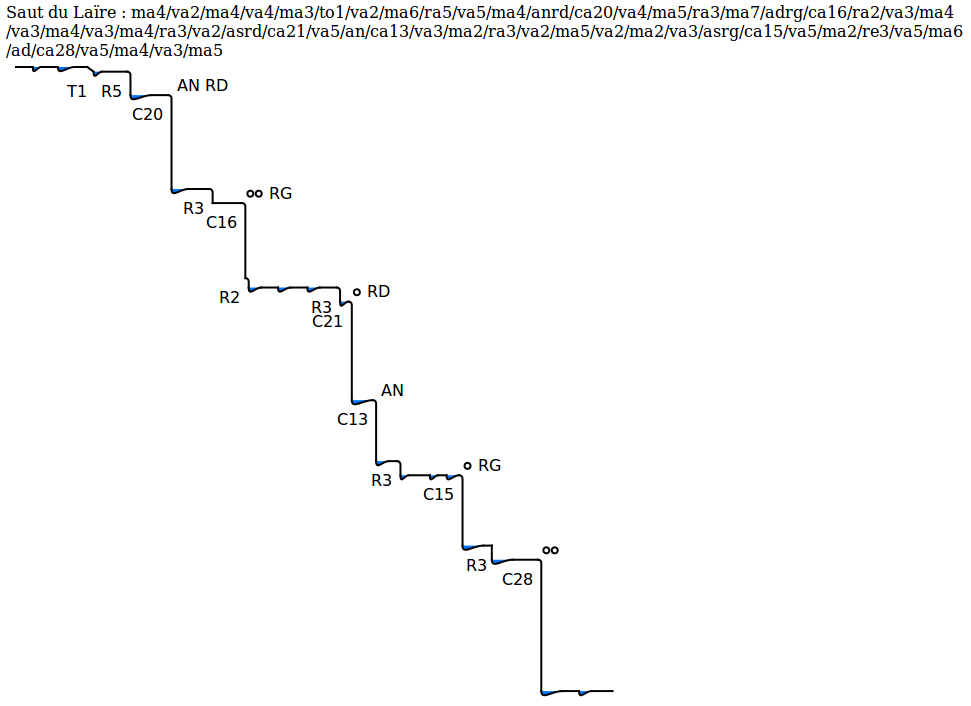 Saut du Laïre : ma4/va2/ma4/va4/ma3/to1/va2/ma6/ra5/va5/ma4/anrd/ca20/va4/ma5/ra3/ma7/adrg/ca16/ra2/va3/ma4
/va3/ma4/va3/ma4/ra3/va2/asrd/ca21/va5/an/ca13/va3/ma2/ra3/va2/ma5/va2/ma2/va3/asrg/ca15/va5/ma2/re3/va5/ma6
/ad/ca28/va5/ma4/va3/ma5
T1 R5 AN RD
C20
R3 RG
C16
R2 RD
R3
C21
AN
C13
RG
R3
C15
R3
C28